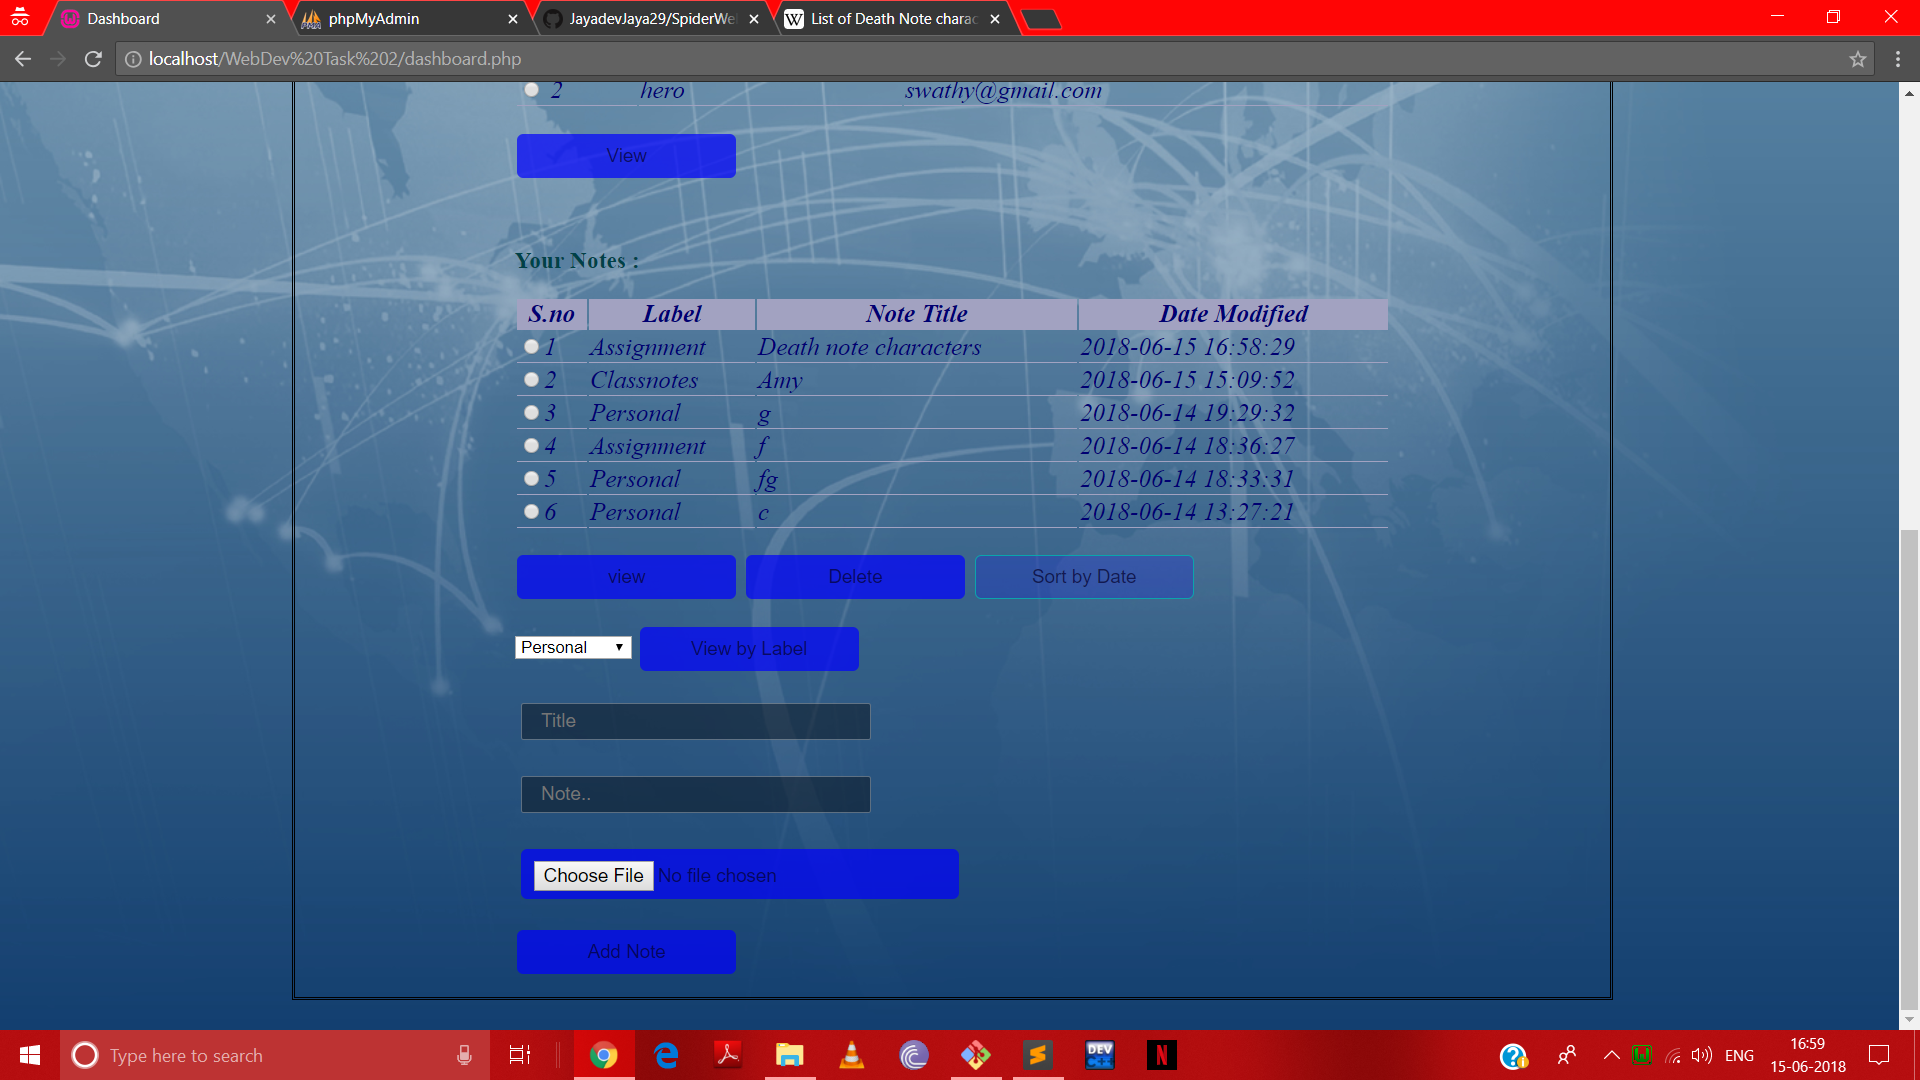 Dashboard
phpMyAdmin
JayadevJaya29/SpiderWe
List of Death Note charac
localhost/WebDev%20Task%202/dashboard.php
2 hero swathy@gmail.com
View
Your Notes :
S.no Label Note Title Date Modified
1 Assignment Death note characters 2018-06-15 16:58:29
2 Classnotes Amy 2018-06-15 15:09:52
3 Personal g 2018-06-14 19:29:32
4 Assignment f 2018-06-14 18:36:27
5 Personal fg 2018-06-14 18:33:31
6 Personal c 2018-06-14 13:27:21
view Delete Sort by Date
Personal View by Label
Title
Note..
Choose File No file chosen
Add Note
Type here to search
DEV C++
N
ENG
16:59
15-06-2018